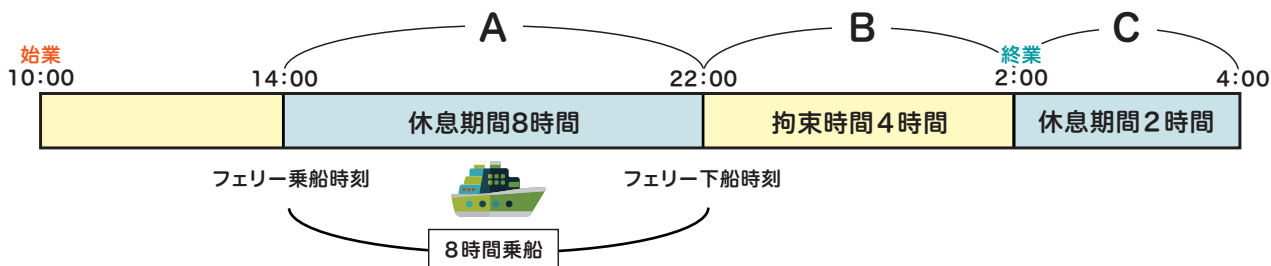 A
B
C
始業
終業
10:00
14:00
22:00
2:00
4:00
休息期間8時間
拘束時間4時間
休息期間2時間
フェリー乗船時刻
フェリー下船時刻
8時間乗船